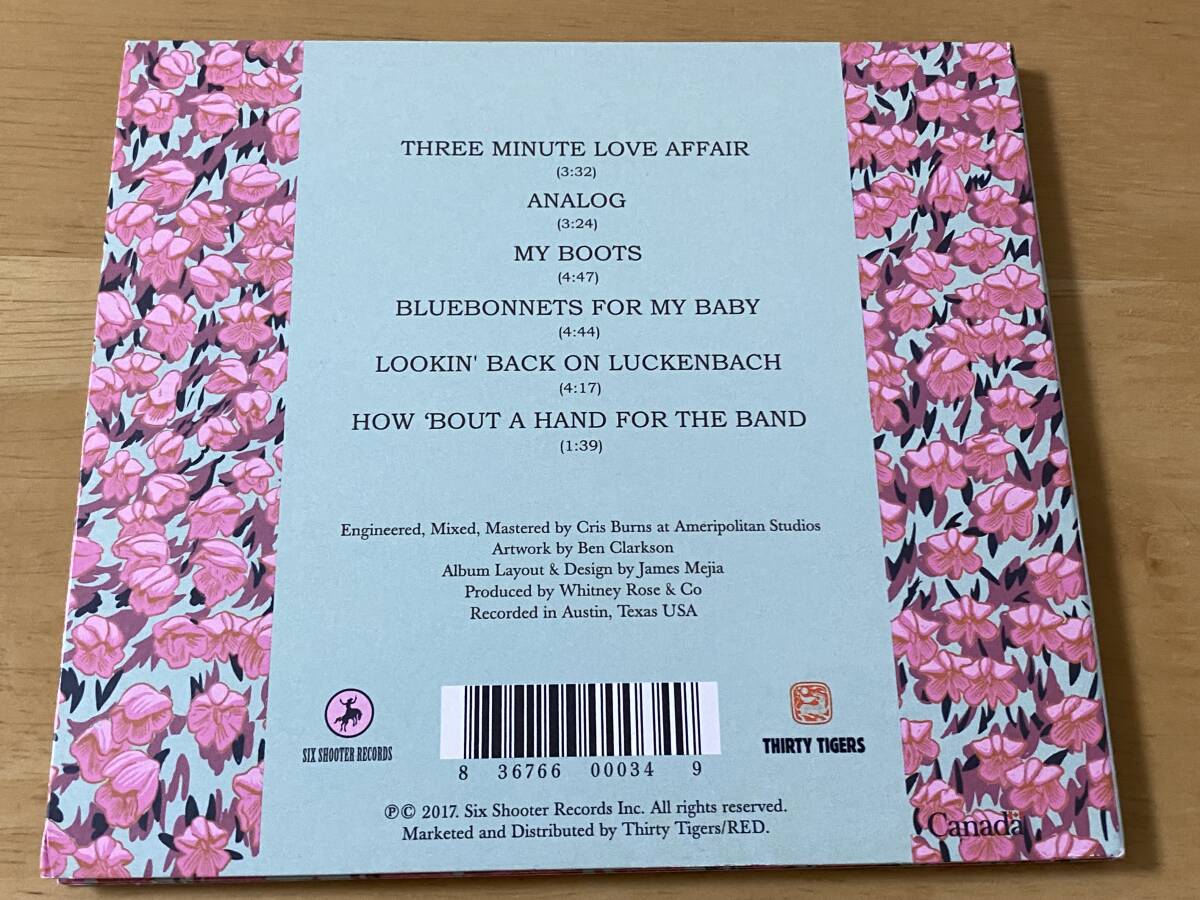 THREE MINUTE LOVE AFFAIR
(3:32)
ANALOG
(3:24)
MY BOOTS
(4:47)
BLUEBONNETS FOR MY BABY
(4:44)
LOOKIN' BACK ON LUCKENBACH
(4:17)
HOW ‘BOUT A HAND FOR THE BAND
(1:39)
Engineered, Mixed, Mastered by Cris Burns at Ameripolitan Studios
Artwork by Ben Clarkson
Album Layout & Design by James Mejia
Produced by Whitney Rose & Co
Recorded in Austin, Texas USA
SIX SHOOTER RECORDS
8 36766 00034 9
THIRTY TIGERS
℗© 2017. Six Shooter Records Inc. All rights reserved.
Marketed and Distributed by Thirty Tigers/RED.
Canada